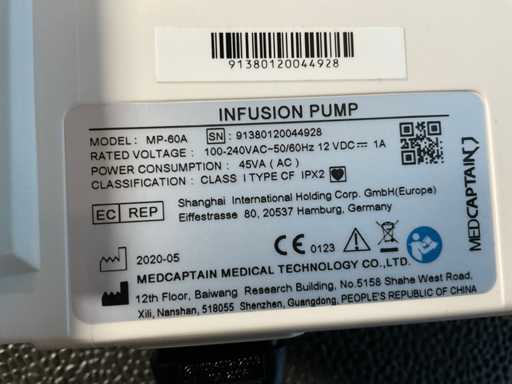 91380120044928
INFUSION PUMP
MODEL: MP-60A SN: 91380120044928
RATED VOLTAGE: 100-240VAC~50/60Hz 12 VDC⎓ 1A
POWER CONSUMPTION: 45VA (AC)
CLASSIFICATION: CLASS I TYPE CF IPX2
EC REP
Shanghai International Holding Corp. GmbH(Europe)
Eiffestrasse 80, 20537 Hamburg, Germany
MEDCAPTAIN
2020-05
CE 0123
MEDCAPTAIN MEDICAL TECHNOLOGY CO.,LTD.
12th Floor, Baiwang Research Building, No.5158 Shahe West Road,
Xili, Nanshan, 518055 Shenzhen, Guangdong, PEOPLE'S REPUBLIC OF CHINA